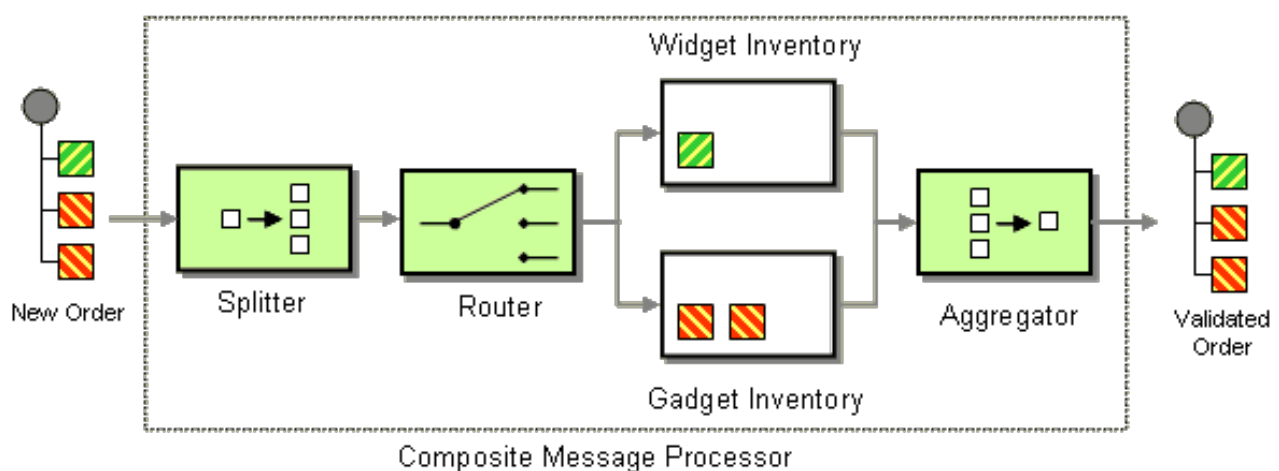 Widget Inventory
New Order
Splitter
Router
Gadget Inventory
Aggregator
Validated
Order
Composite Message Processor